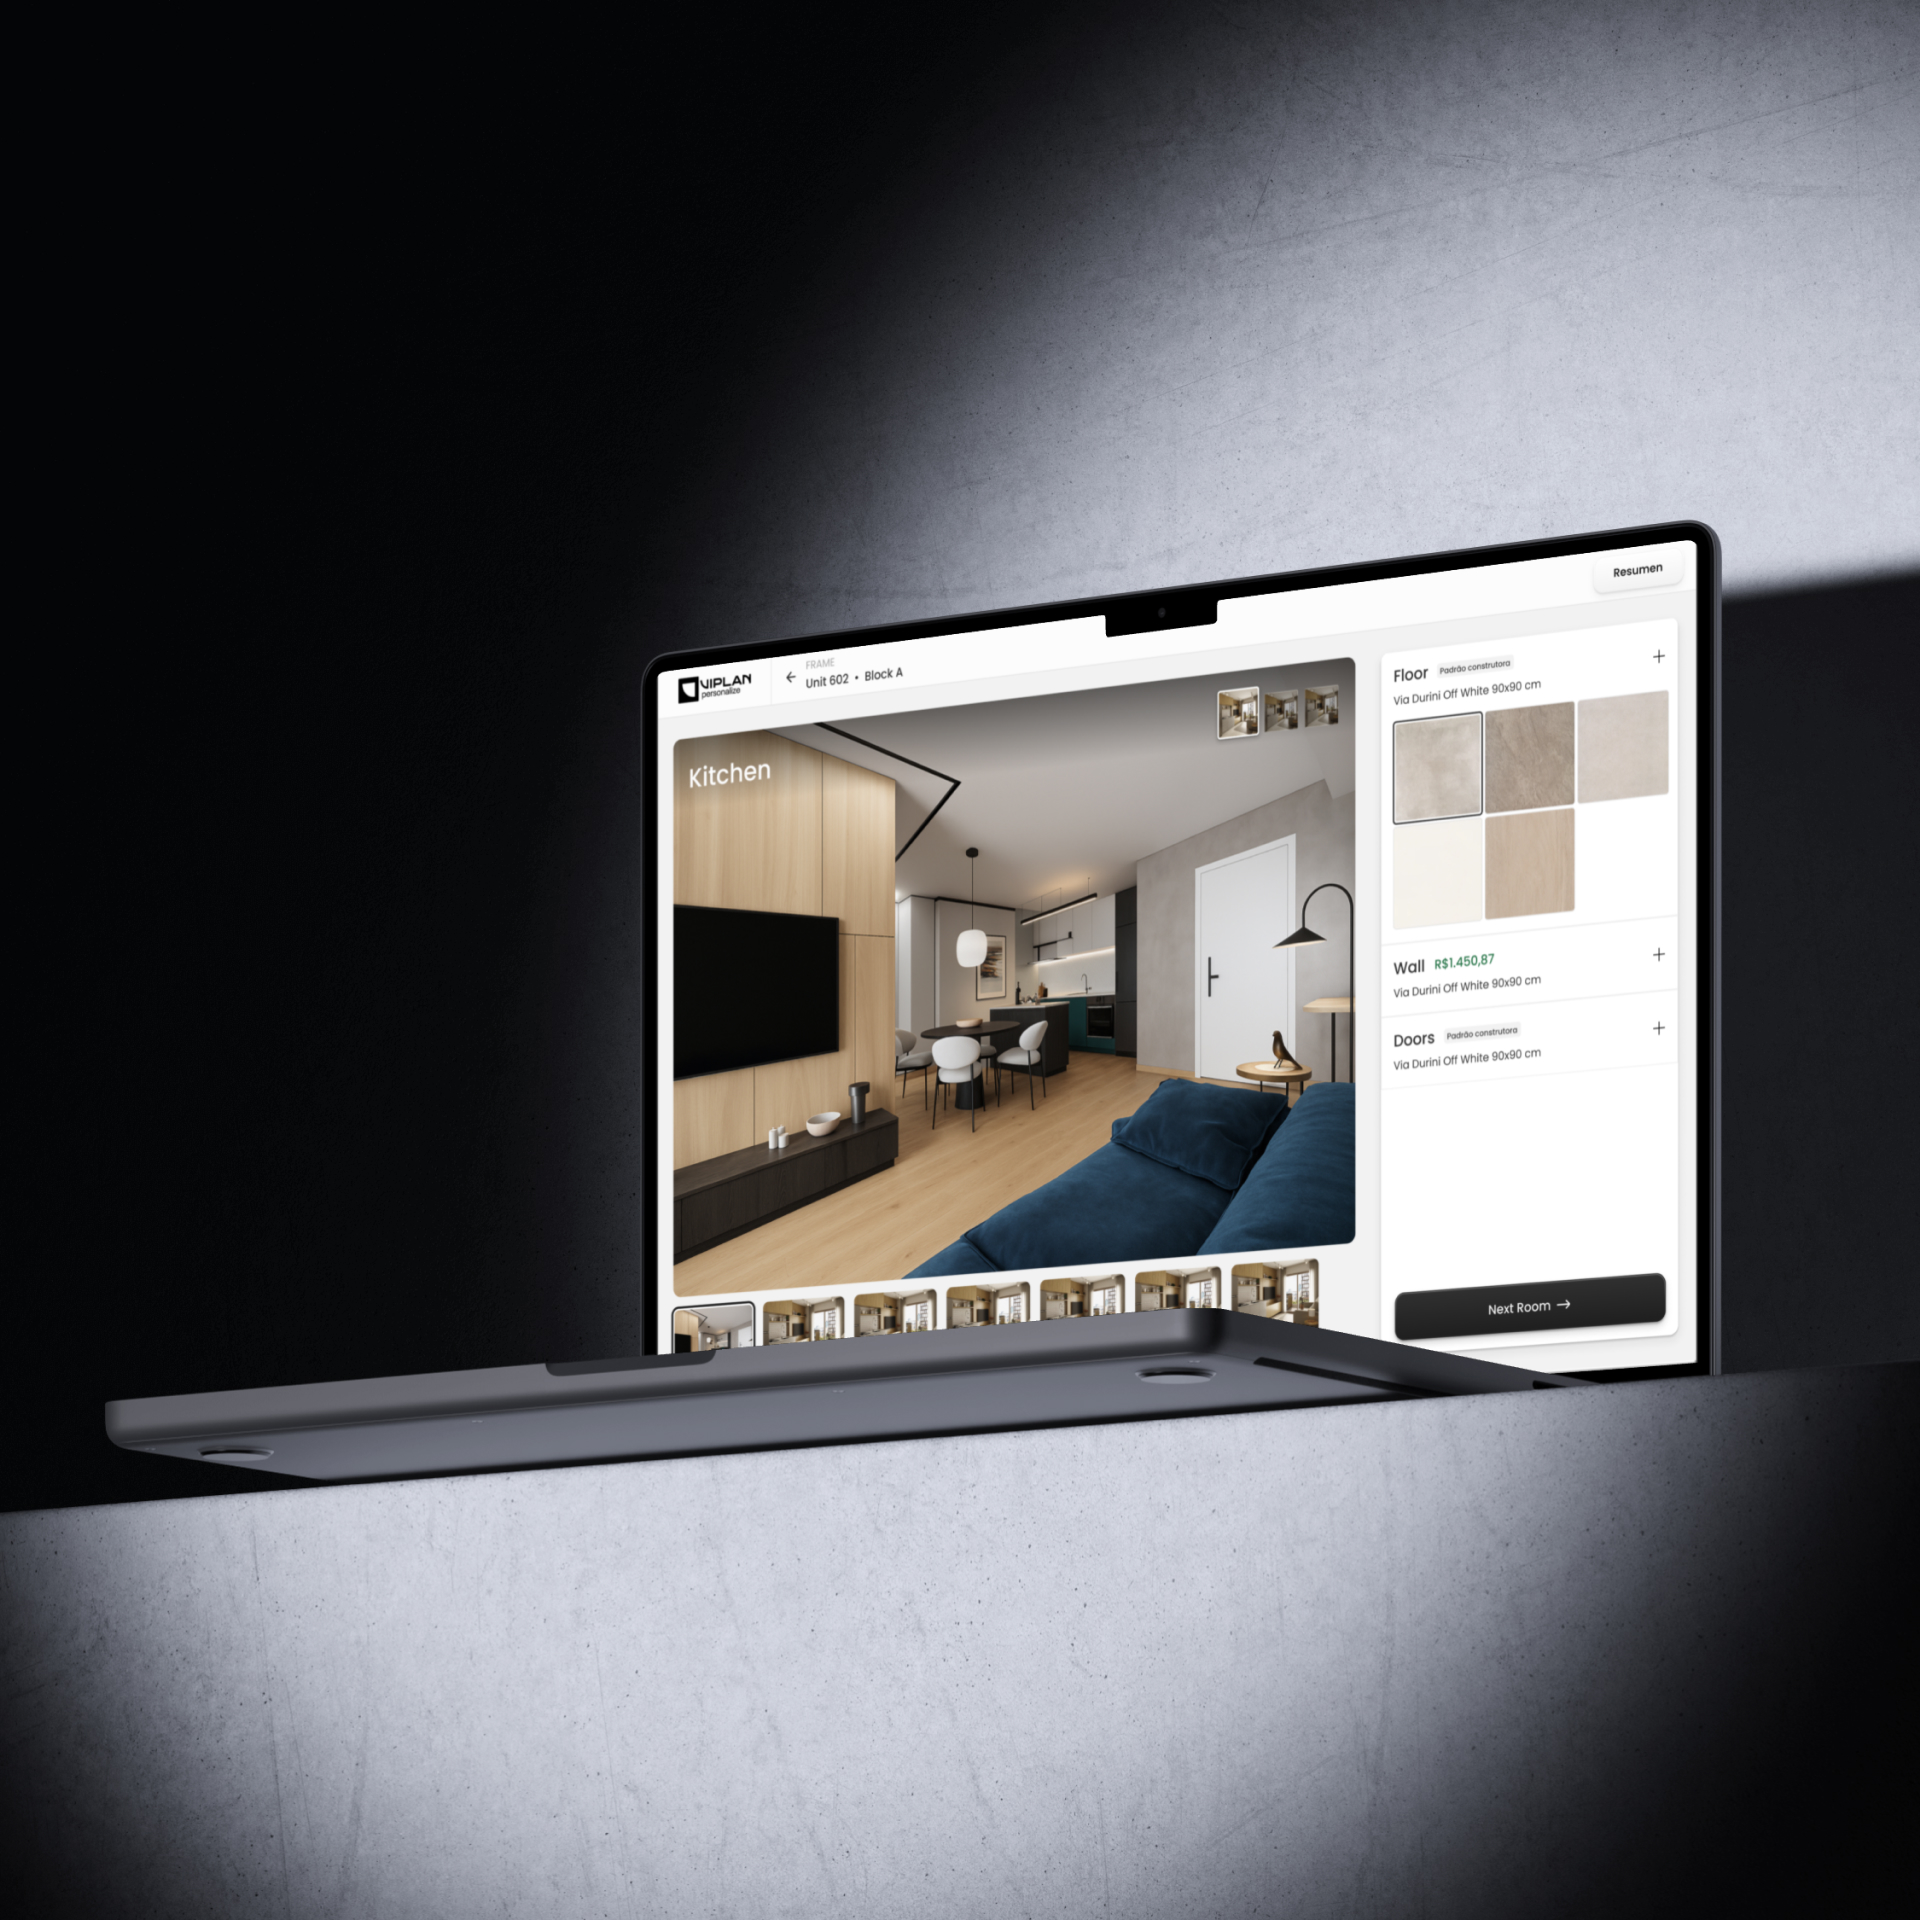 VIPLAN
personalize
FRAME
Unit 602 • Block A
Resumen
Kitchen
Floor Padrão construtora
Via Durini Off White 90x90 cm
Wall R$1.450,87
Via Durini Off White 90x90 cm
Doors Padrão construtora
Via Durini Off White 90x90 cm
Next Room →